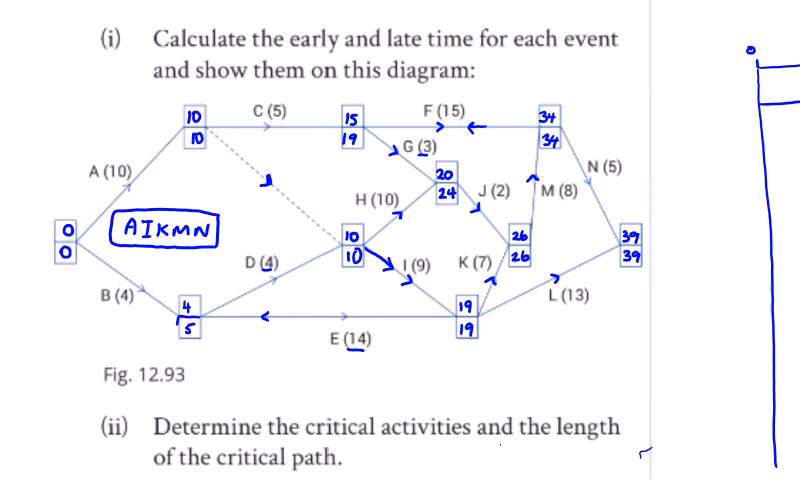 (i) Calculate the early and late time for each event
and show them on this diagram:
10 C (5) 15 F (15) 34
10 19 34
G (3)
A (10) 20 N (5)
H (10) 24 J (2) M (8)
0 AIKMN 10 26 39
0 10 26 39
D (4) I (9) K (7)
B (4) 4 19 L (13)
5 19
E (14)
Fig. 12.93
(ii) Determine the critical activities and the length
of the critical path.